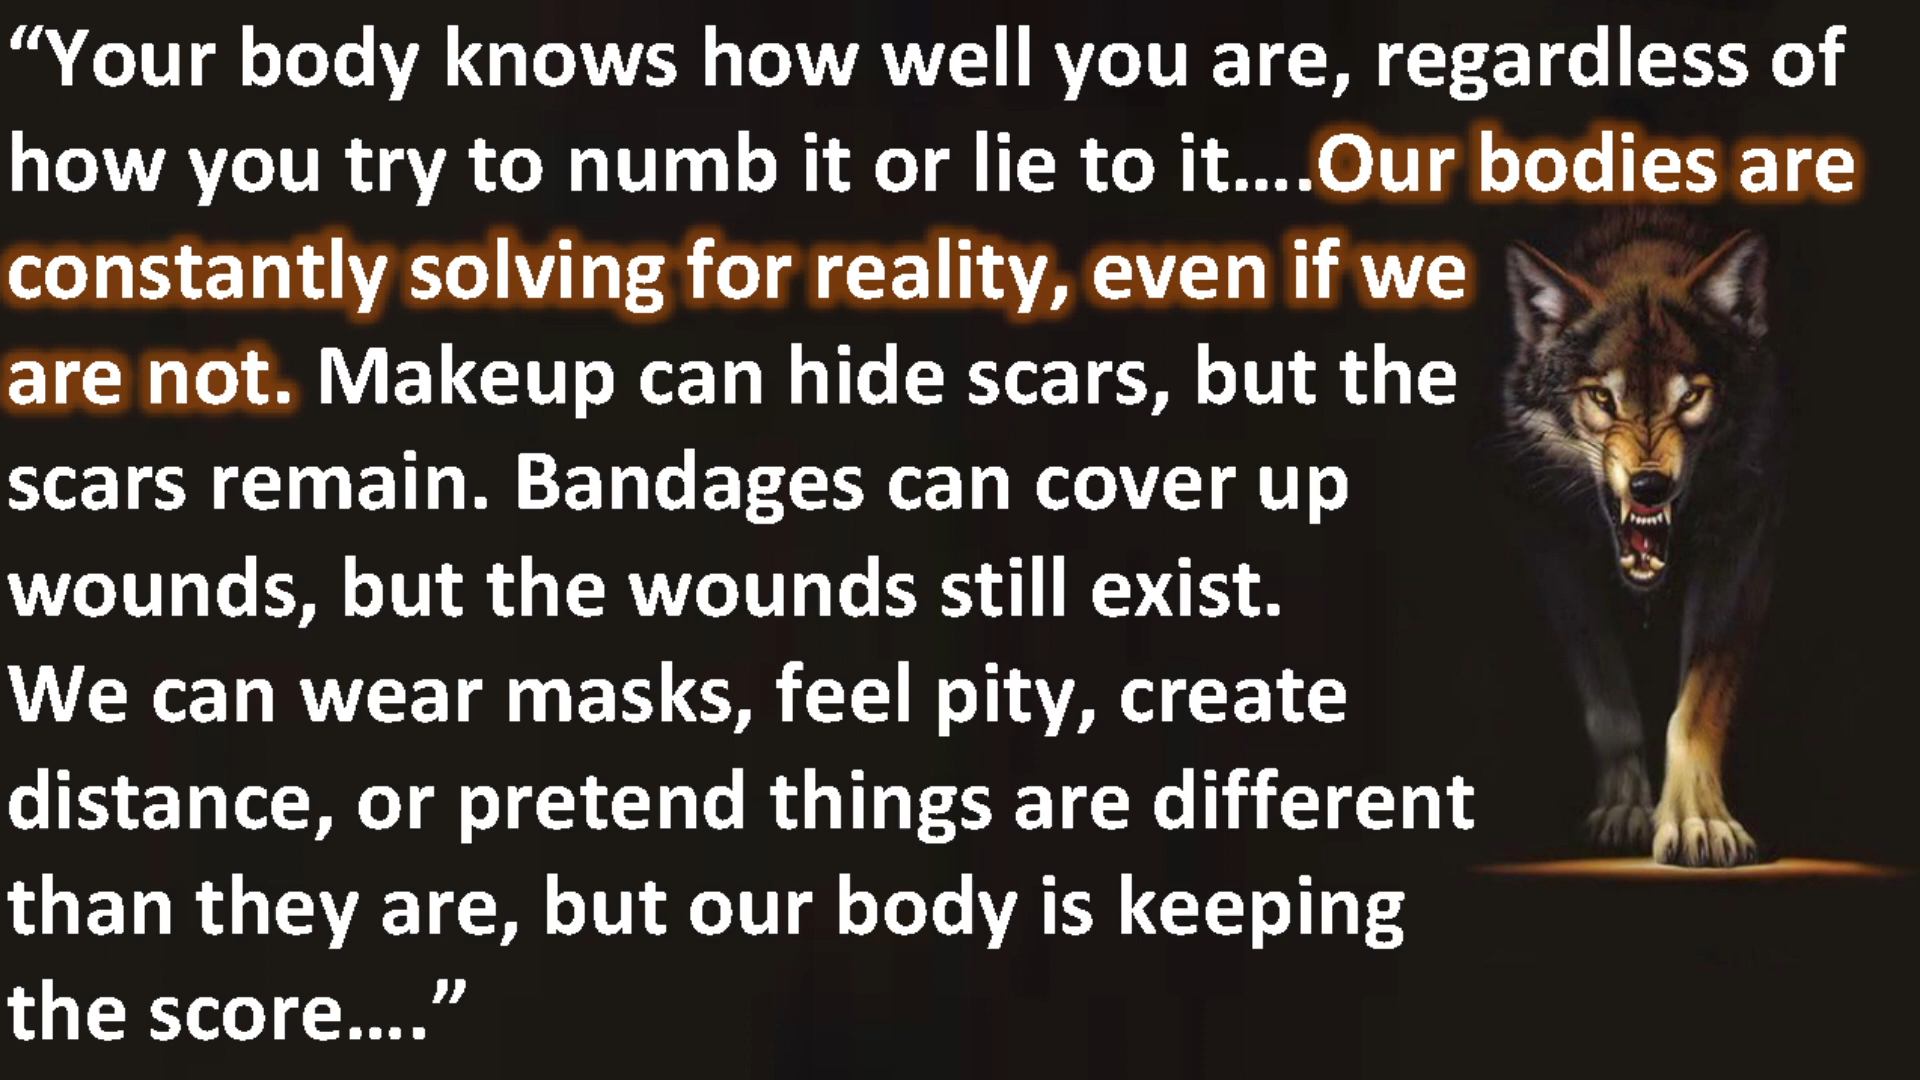 “Your body knows how well you are, regardless of
how you try to numb it or lie to it….Our bodies are
constantly solving for reality, even if we
are not. Makeup can hide scars, but the
scars remain. Bandages can cover up
wounds, but the wounds still exist.
We can wear masks, feel pity, create
distance, or pretend things are different
than they are, but our body is keeping
the score….”